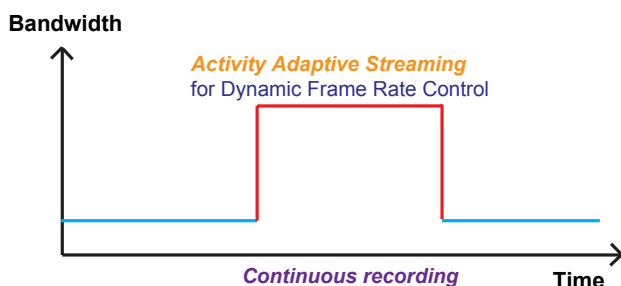 Bandwidth
Activity Adaptive Streaming
for Dynamic Frame Rate Control
Continuous recording
Time